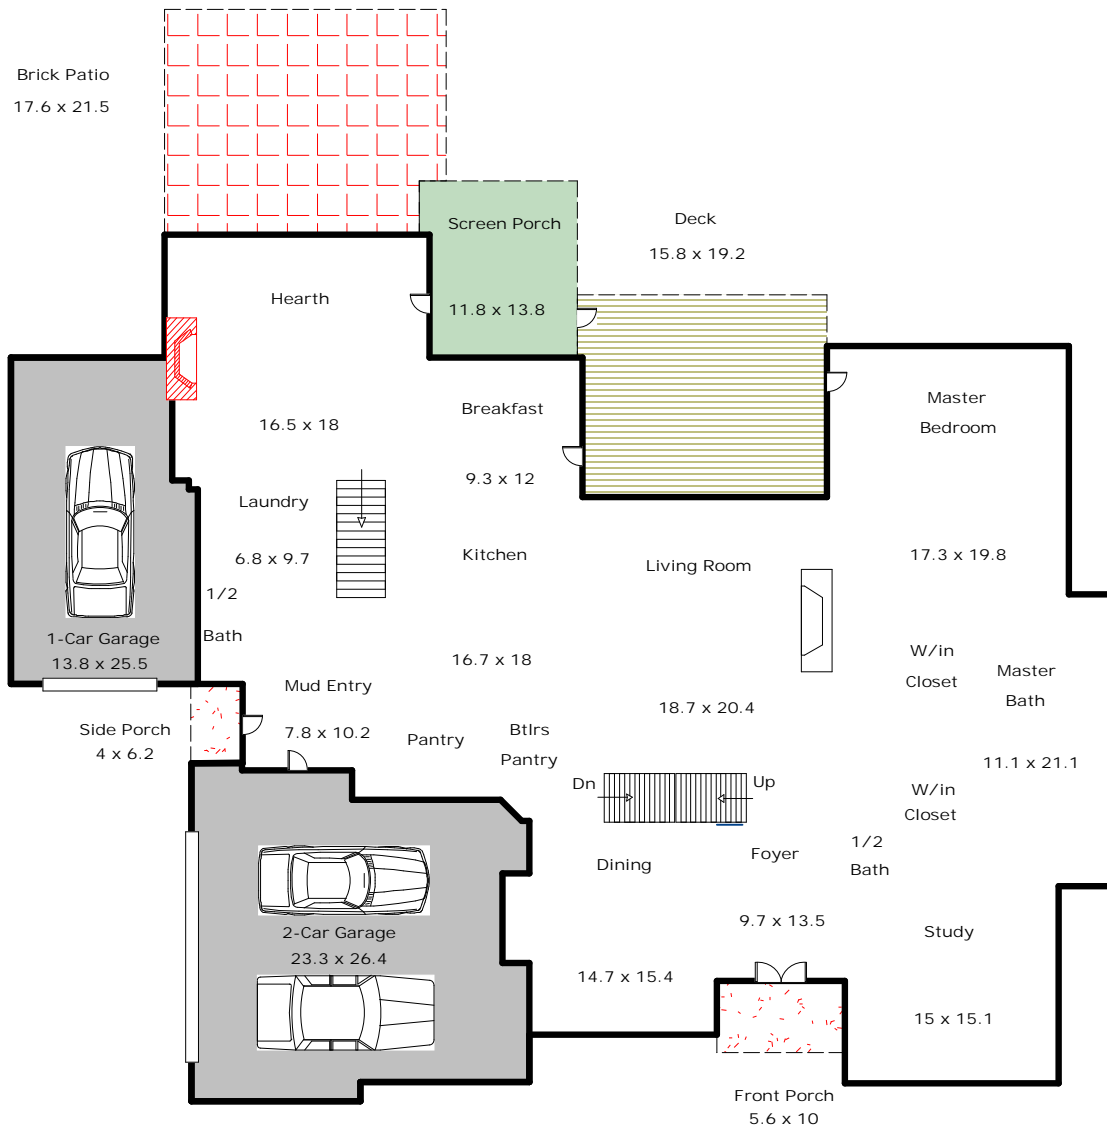 Brick Patio
17.6 x 21.5
Screen Porch
11.8 x 13.8
Deck
15.8 x 19.2
Hearth
16.5 x 18
Breakfast
9.3 x 12
Master
Bedroom
17.3 x 19.8
Laundry
6.8 x 9.7
Kitchen
16.7 x 18
Living Room
18.7 x 20.4
1/2
Bath
1-Car Garage
13.8 x 25.5
W/in
Closet
Master
Bath
11.1 x 21.1
Mud Entry
7.8 x 10.2
Side Porch
4 x 6.2
Pantry
Btlrs
Pantry
Dn
Up
W/in
Closet
1/2
Bath
Dining
14.7 x 15.4
Foyer
9.7 x 13.5
2-Car Garage
23.3 x 26.4
Study
15 x 15.1
Front Porch
5.6 x 10